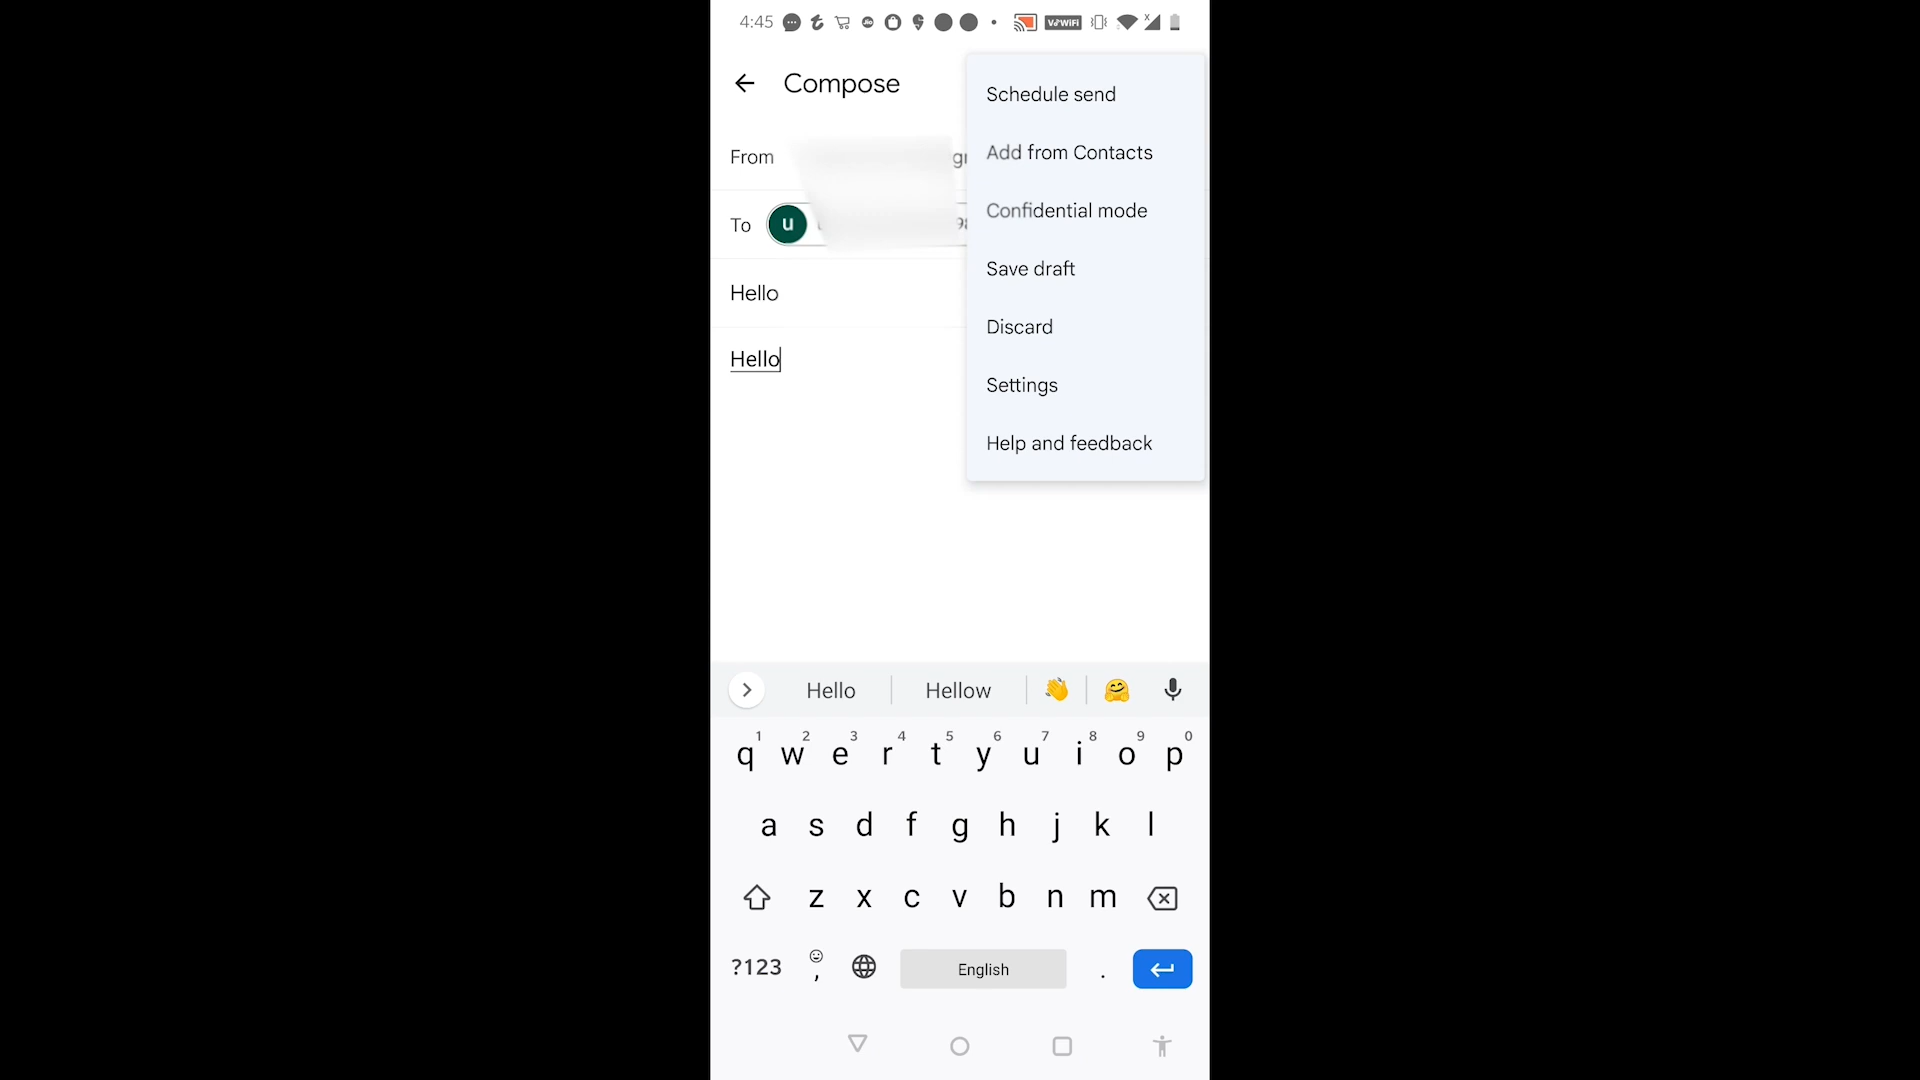 4:45
VoWiFi
Compose
Schedule send
Add from Contacts
Confidential mode
Save draft
Discard
Settings
Help and feedback
From
To u
Hello
Hello
Hello Hellow
1 2 3 4 5 6 7 8 9 0
q w e r t y u i o p
a s d f g h j k l
z x c v b n m
?123 , English .